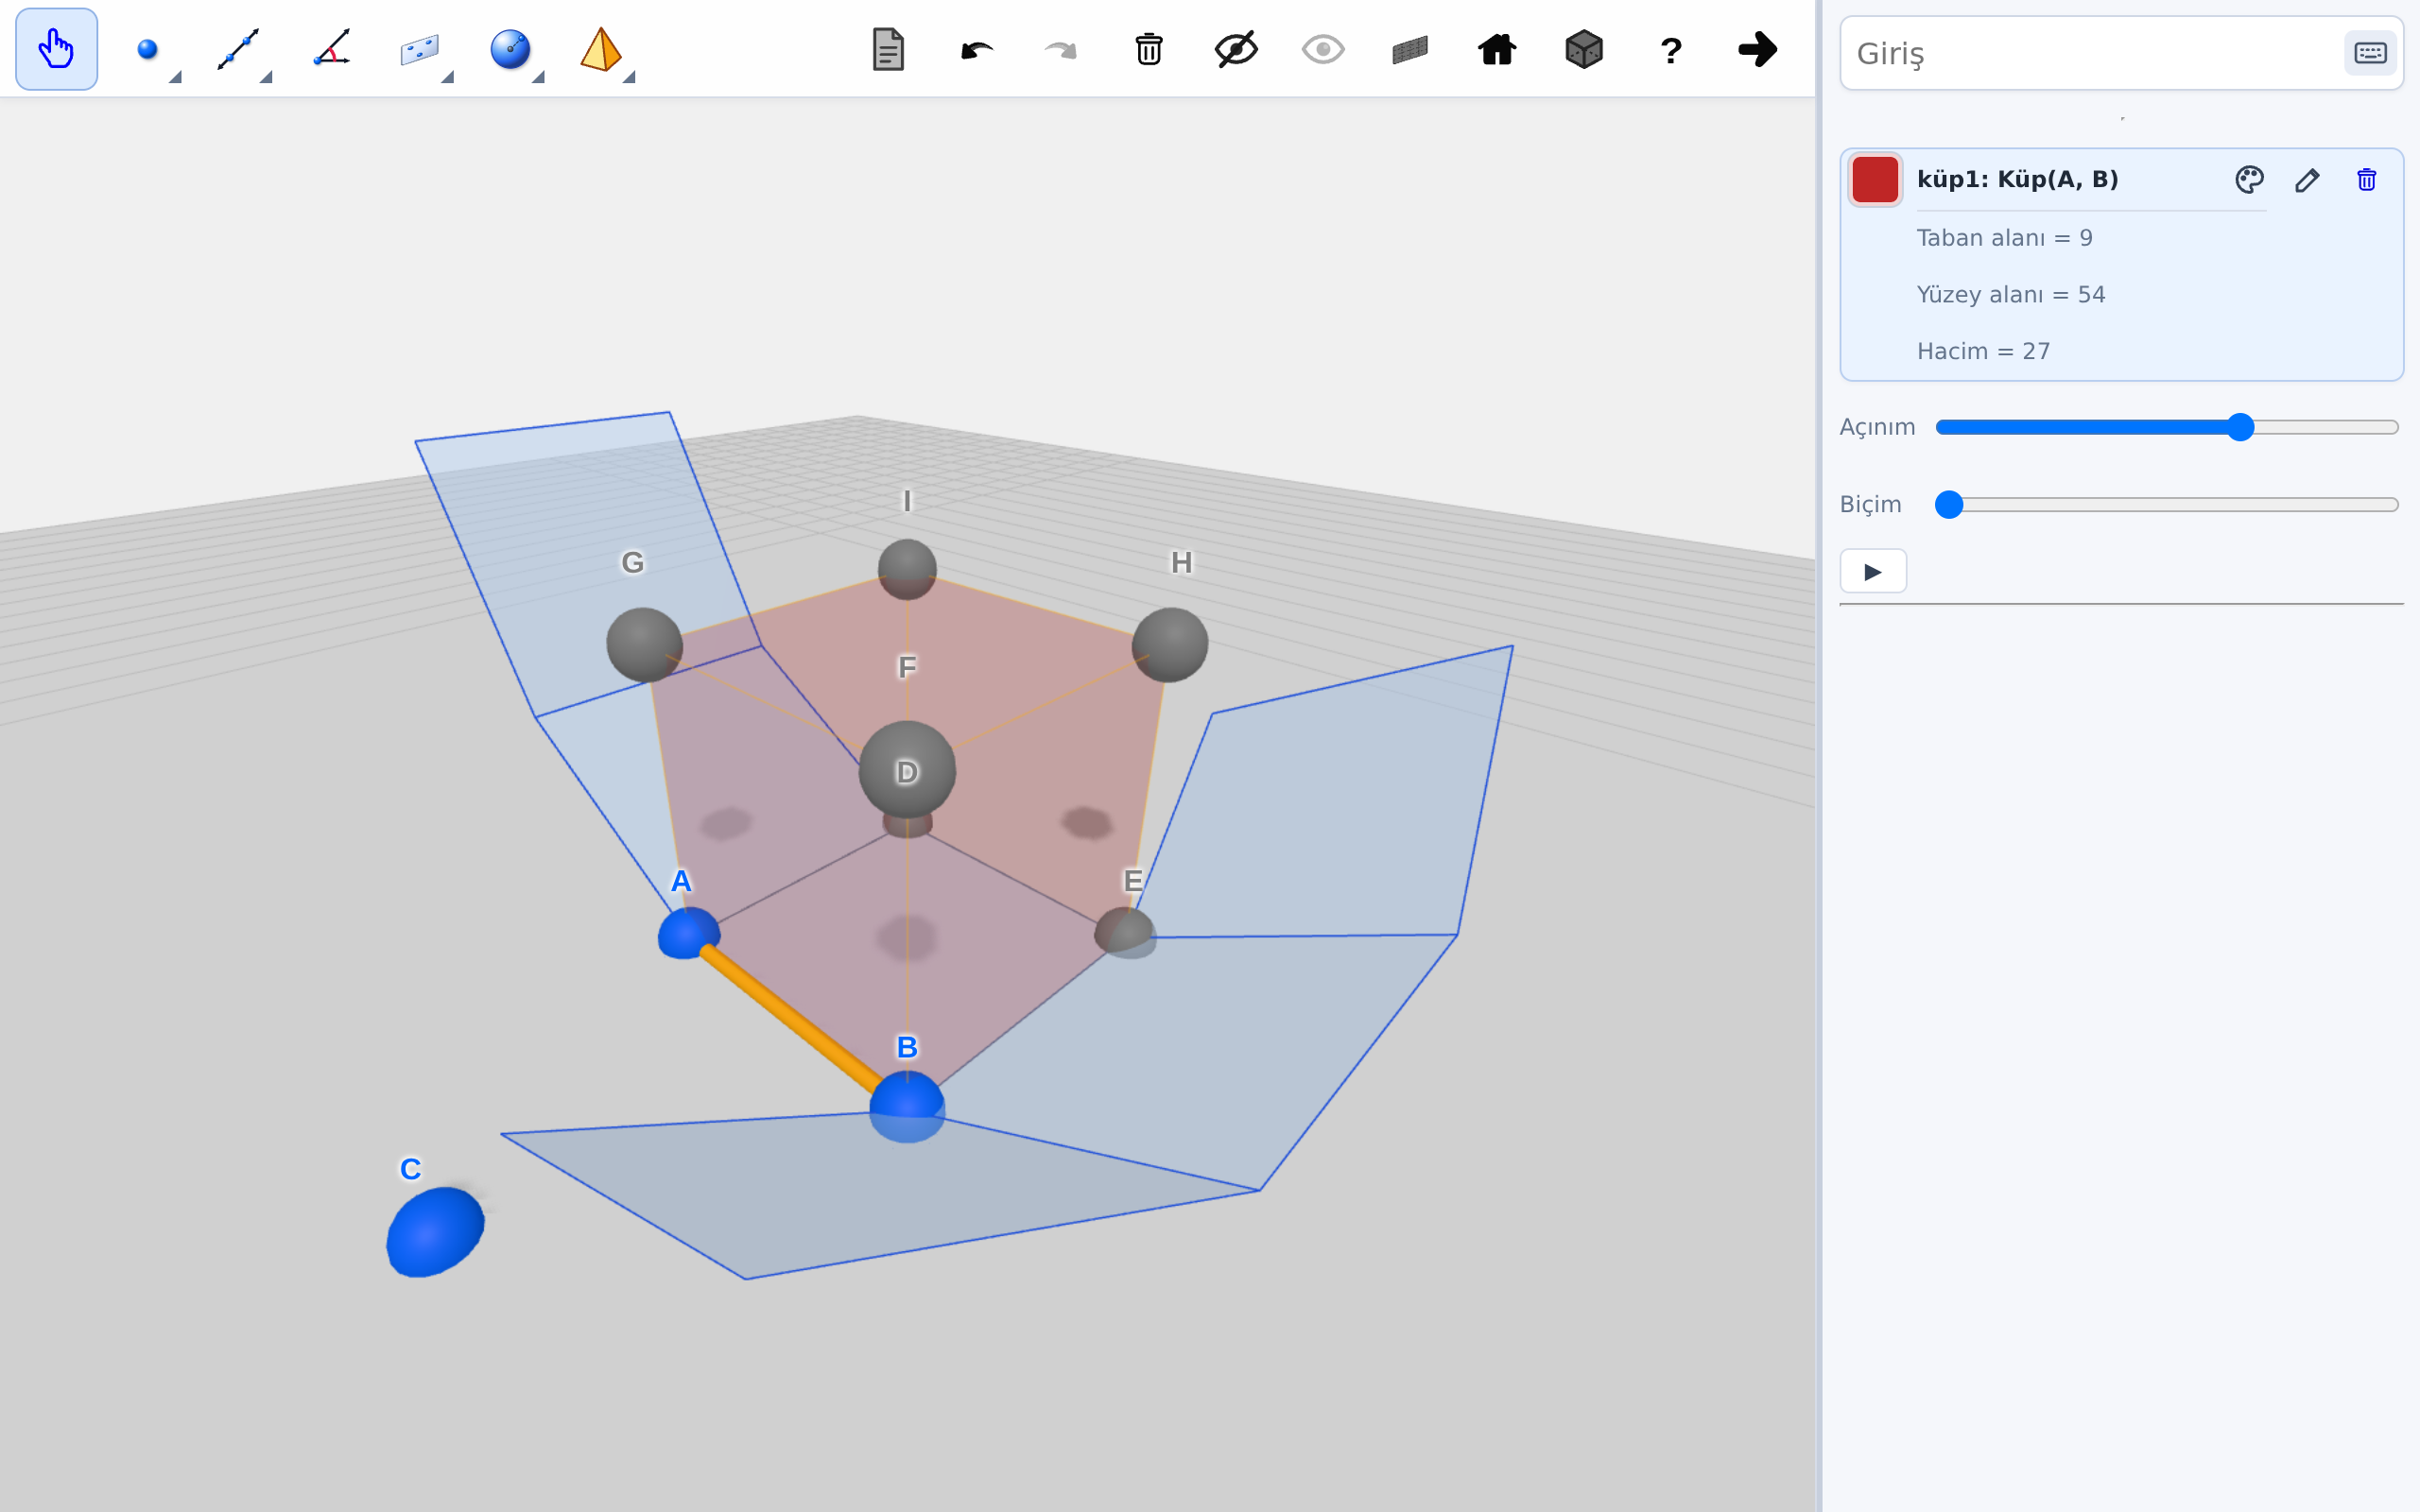 ?
Giriş
küp1: Küp(A, B)
Taban alanı = 9
Yüzey alanı = 54
Hacim = 27
Açınım
Biçim
I
G
H
F
D
A
E
B
C